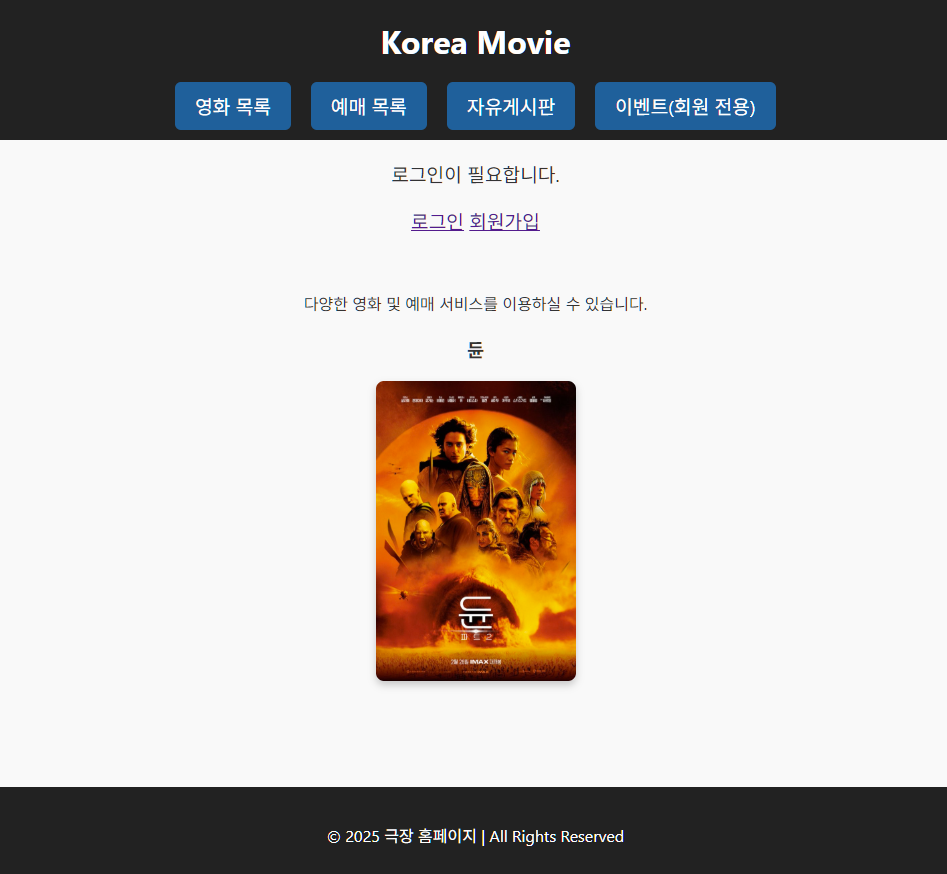 Korea Movie
영화 목록 예매 목록 자유게시판 이벤트(회원 전용)
로그인이 필요합니다.
로그인 회원가입
다양한 영화 및 예매 서비스를 이용하실 수 있습니다.
듄
듄
파트2
IMAX
© 2025 극장 홈페이지 | All Rights Reserved